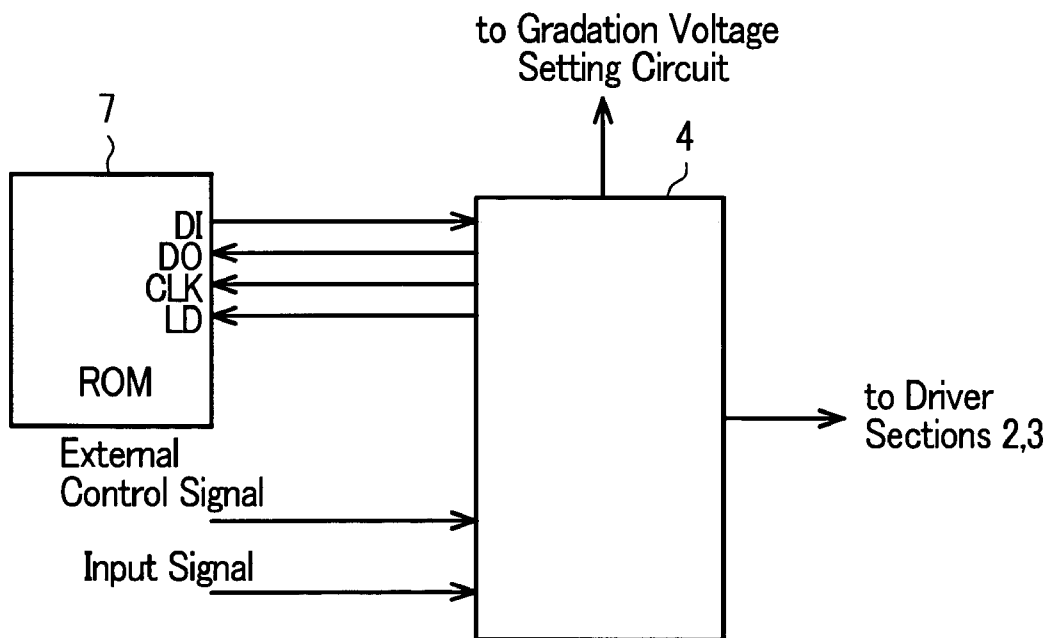 to Gradation Voltage
Setting Circuit
7
4
DI
DO
CLK
LD
ROM
to Driver
Sections 2,3
External
Control Signal
Input Signal